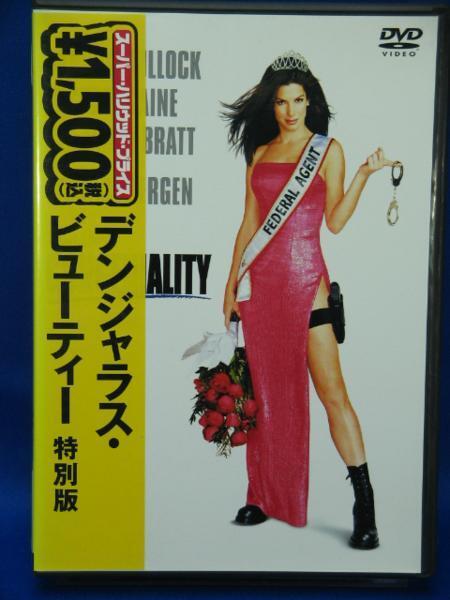 スーパー・ハリウッド・プライス
¥1,500(税込)
デンジャラス・
ビューティー 特別版
DVD
VIDEO
LLOCK
AINE
BRATT
RGEN
FEDERAL AGENT
ALITY